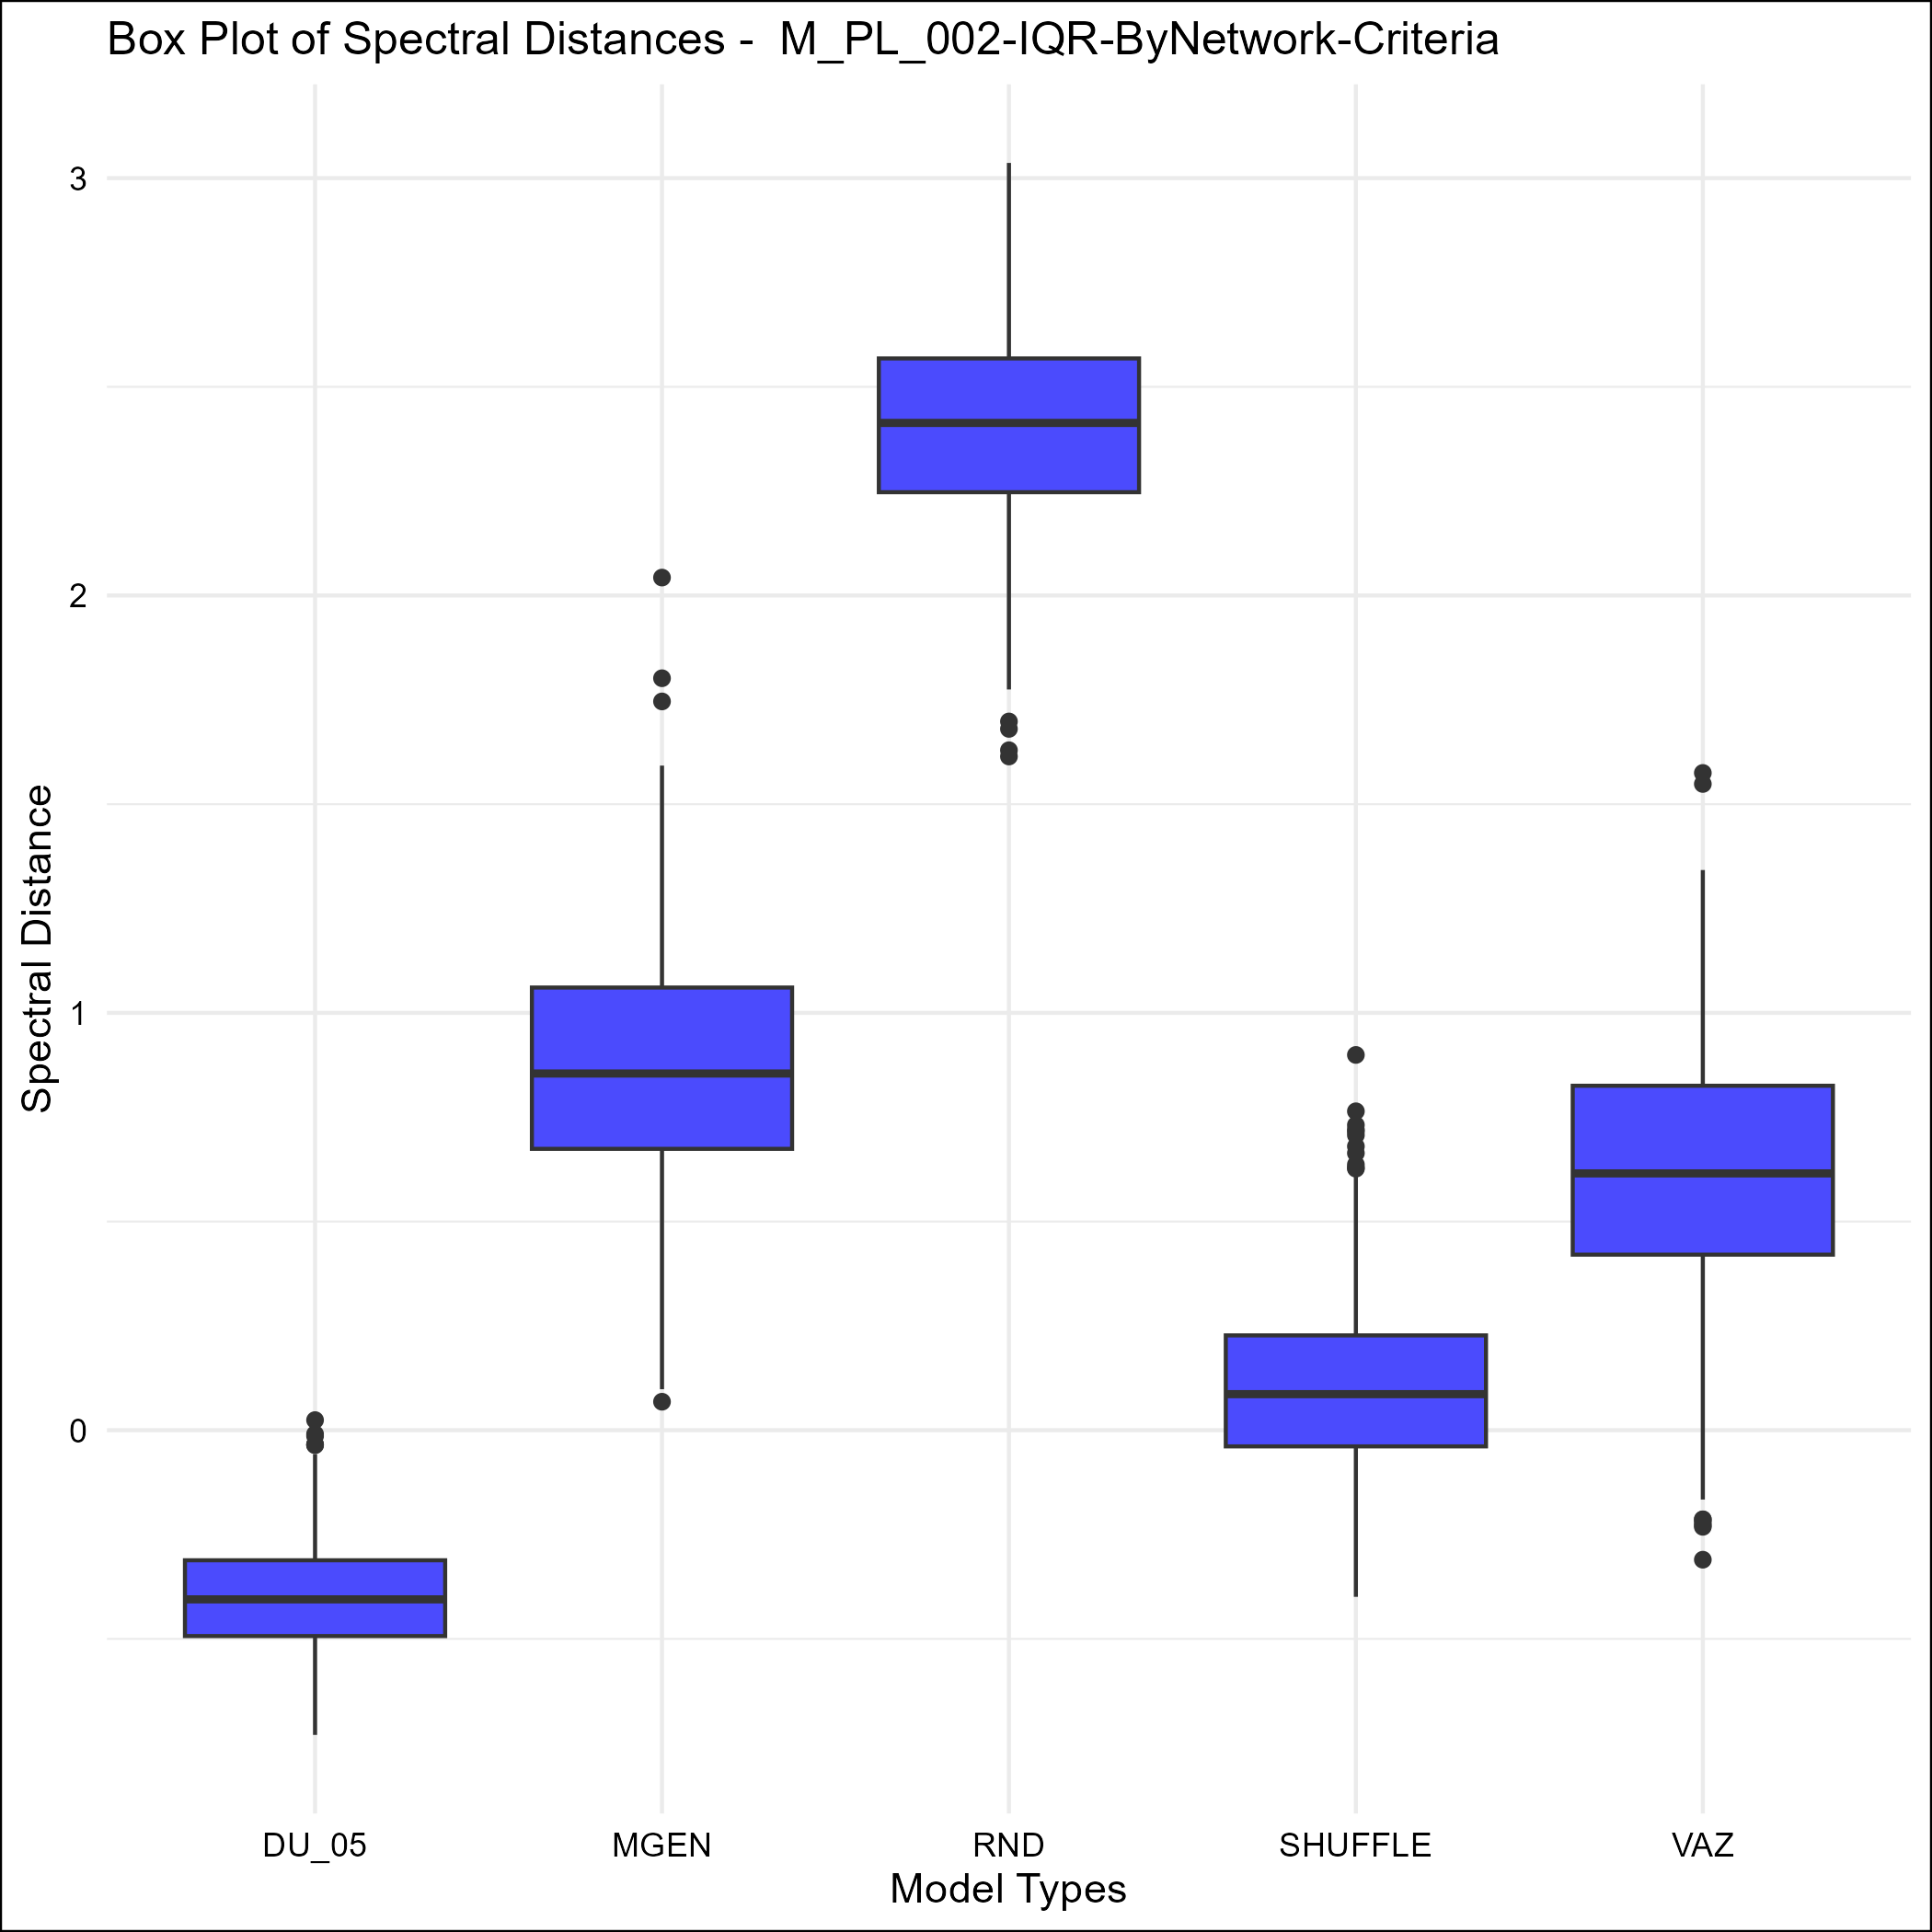 Box Plot of Spectral Distances -  M_PL_002-IQR-ByNetwork-Criteria
3
2
1
0
Spectral Distance
DU_05 MGEN RND SHUFFLE VAZ
Model Types